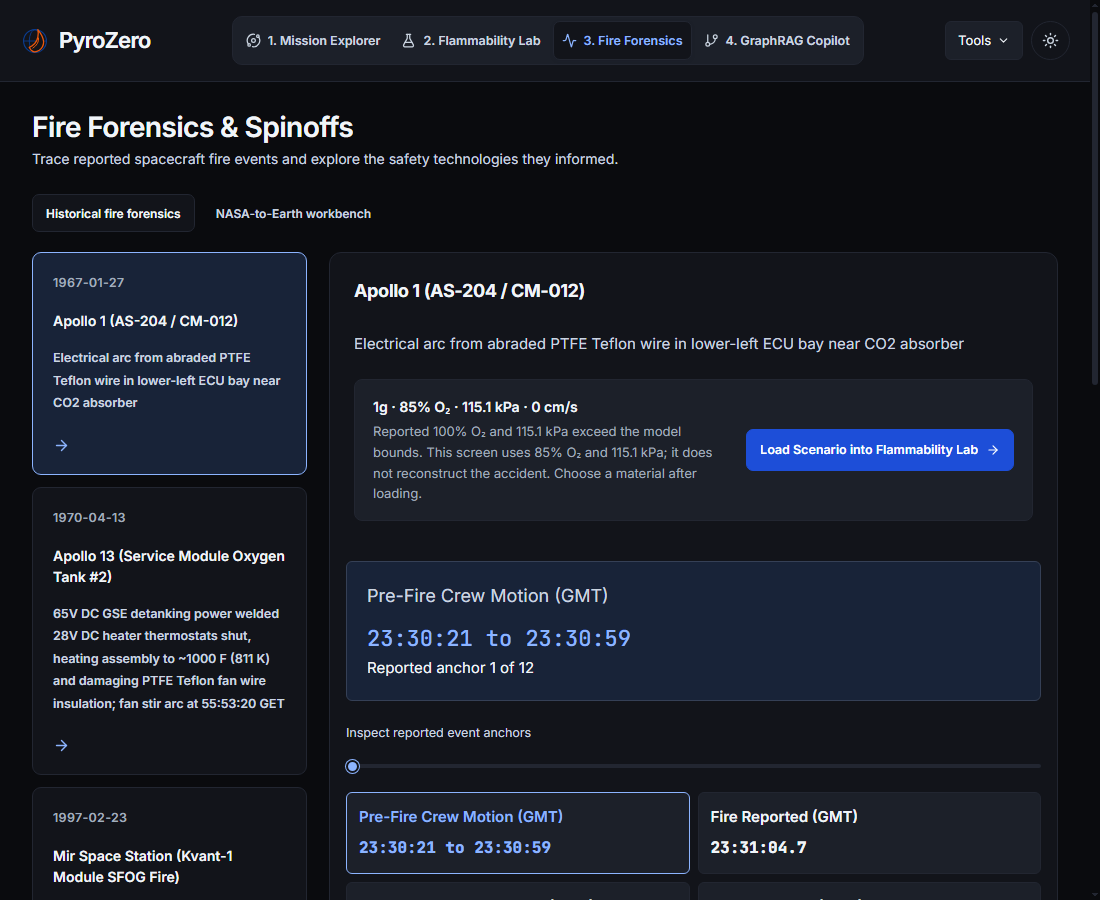 PyroZero
1. Mission Explorer
2. Flammability Lab
3. Fire Forensics
4. GraphRAG Copilot
Tools
Fire Forensics & Spinoffs
Trace reported spacecraft fire events and explore the safety technologies they informed.
Historical fire forensics
NASA-to-Earth workbench
1967-01-27
Apollo 1 (AS-204 / CM-012)
Electrical arc from abraded PTFE
Teflon wire in lower-left ECU bay near
CO2 absorber
1970-04-13
Apollo 13 (Service Module Oxygen
Tank #2)
65V DC GSE detanking power welded
28V DC heater thermostats shut,
heating assembly to ~1000 F (811 K)
and damaging PTFE Teflon fan wire
insulation; fan stir arc at 55:53:20 GET
1997-02-23
Mir Space Station (Kvant-1
Module SFOG Fire)
Apollo 1 (AS-204 / CM-012)
Electrical arc from abraded PTFE Teflon wire in lower-left ECU bay near CO2 absorber
1g · 85% O₂ · 115.1 kPa · 0 cm/s
Reported 100% O₂ and 115.1 kPa exceed the model
bounds. This screen uses 85% O₂ and 115.1 kPa; it does
not reconstruct the accident. Choose a material after
loading.
Load Scenario into Flammability Lab
Pre-Fire Crew Motion (GMT)
23:30:21 to 23:30:59
Reported anchor 1 of 12
Inspect reported event anchors
Pre-Fire Crew Motion (GMT)
23:30:21 to 23:30:59
Fire Reported (GMT)
23:31:04.7